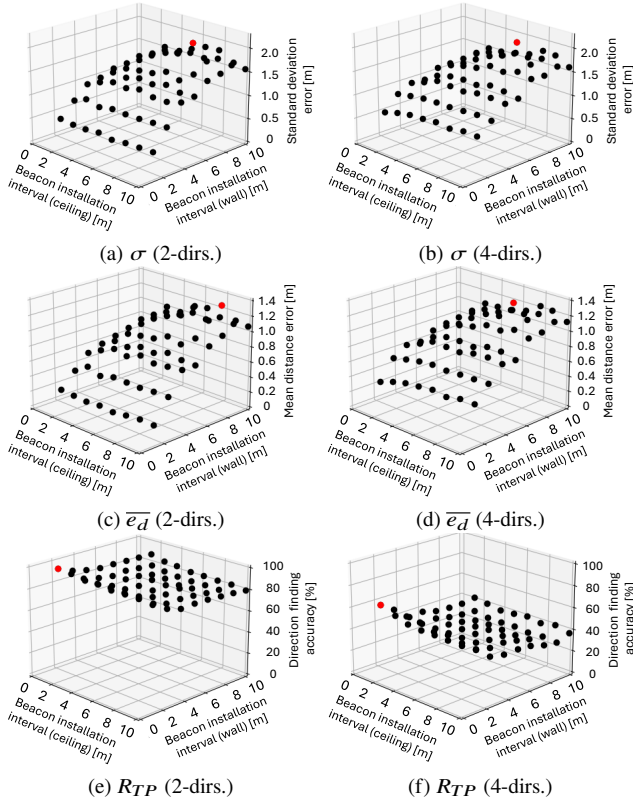 2.0
1.5
1.0
0.5
0
Standard deviation
error [m]
0 2 4 6 8 10
Beacon installation
interval (ceiling) [m]
0 2 4 6 8 10
Beacon installation
interval (wall) [m]
(a) σ (2-dirs.)
2.0
1.5
1.0
0.5
0
Standard deviation
error [m]
0 2 4 6 8 10
Beacon installation
interval (ceiling) [m]
0 2 4 6 8 10
Beacon installation
interval (wall) [m]
(b) σ (4-dirs.)
1.4
1.2
1.0
0.8
0.6
0.4
0.2
0
Mean distance error [m]
0 2 4 6 8 10
Beacon installation
interval (ceiling) [m]
0 2 4 6 8 10
Beacon installation
interval (wall) [m]
(c) e_d (2-dirs.)
1.4
1.2
1.0
0.8
0.6
0.4
0.2
0
Mean distance error [m]
0 2 4 6 8 10
Beacon installation
interval (ceiling) [m]
0 2 4 6 8 10
Beacon installation
interval (wall) [m]
(d) e_d (4-dirs.)
100
80
60
40
20
0
Direction finding
accuracy [%]
0 2 4 6 8 10
Beacon installation
interval (ceiling) [m]
0 2 4 6 8 10
Beacon installation
interval (wall) [m]
(e) R_TP (2-dirs.)
100
80
60
40
20
0
Direction finding
accuracy [%]
0 2 4 6 8 10
Beacon installation
interval (ceiling) [m]
0 2 4 6 8 10
Beacon installation
interval (wall) [m]
(f) R_TP (4-dirs.)